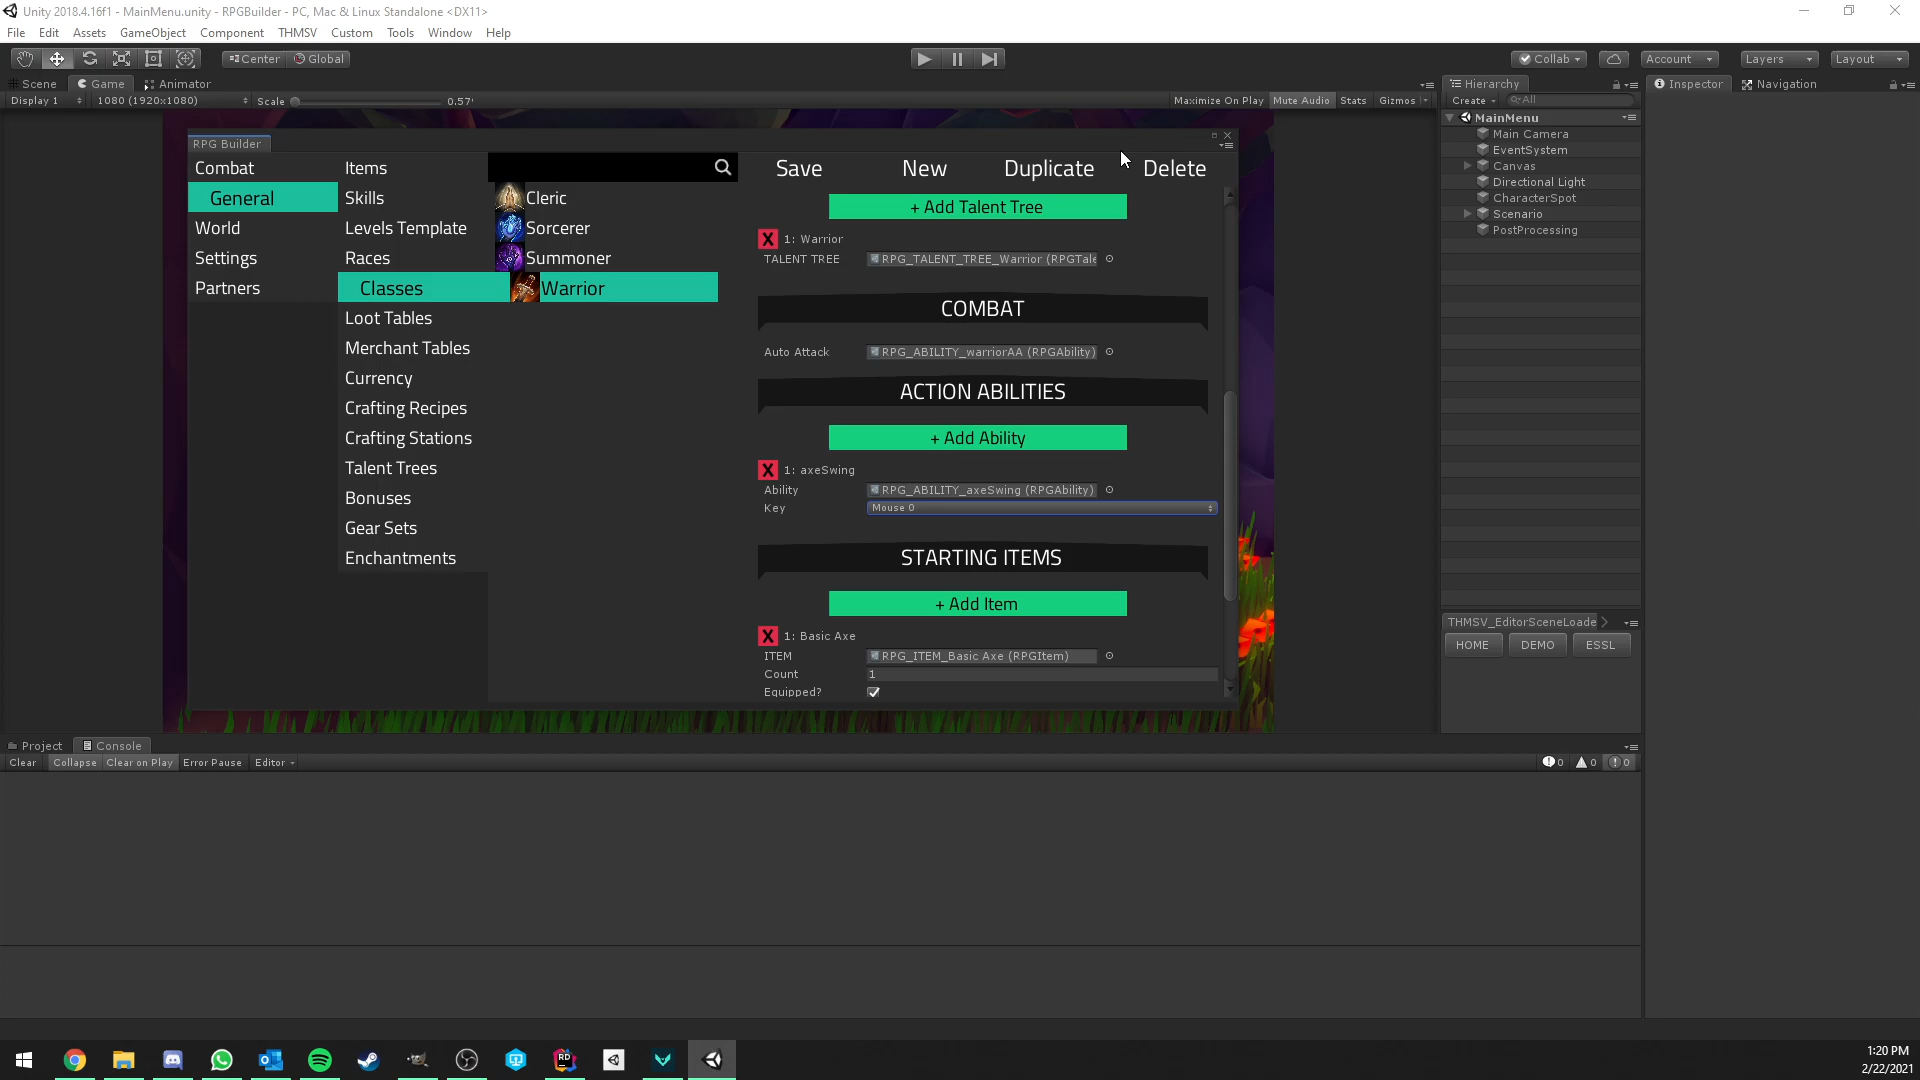 Unity 2018.4.16f1 - MainMenu.unity - RPGBuilder - PC, Mac & Linux Standalone <DX11>
File Edit Assets GameObject Component THMSV Custom Tools Window Help
Center Global Collab Account Layers Layout
Scene Game Animator
Display 1 1080 (1920x1080) Scale 0.57 Maximize On Play Mute Audio Stats Gizmos
Hierarchy
Create All
MainMenu
Main Camera
EventSystem
Canvas
Directional Light
CharacterSpot
Scenario
PostProcessing
Inspector Navigation
THMSV_EditorSceneLoade
HOME DEMO ESSL
RPG Builder
Combat
General
World
Settings
Partners
Items
Skills
Levels Template
Races
Classes
Loot Tables
Merchant Tables
Currency
Crafting Recipes
Crafting Stations
Talent Trees
Bonuses
Gear Sets
Enchantments
Cleric
Sorcerer
Summoner
Warrior
Save New Duplicate Delete
+ Add Talent Tree
X 1: Warrior
TALENT TREE RPG_TALENT_TREE_Warrior (RPGTale
COMBAT
Auto Attack RPG_ABILITY_warriorAA (RPGAbility)
ACTION ABILITIES
+ Add Ability
X 1: axeSwing
Ability RPG_ABILITY_axeSwing (RPGAbility)
Key Mouse 0
STARTING ITEMS
+ Add Item
X 1: Basic Axe
ITEM RPG_ITEM_Basic Axe (RPGItem)
Count 1
Equipped?
Project Console
Clear Collapse Clear on Play Error Pause Editor 0 0 0
RD
1:20 PM
2/22/2021